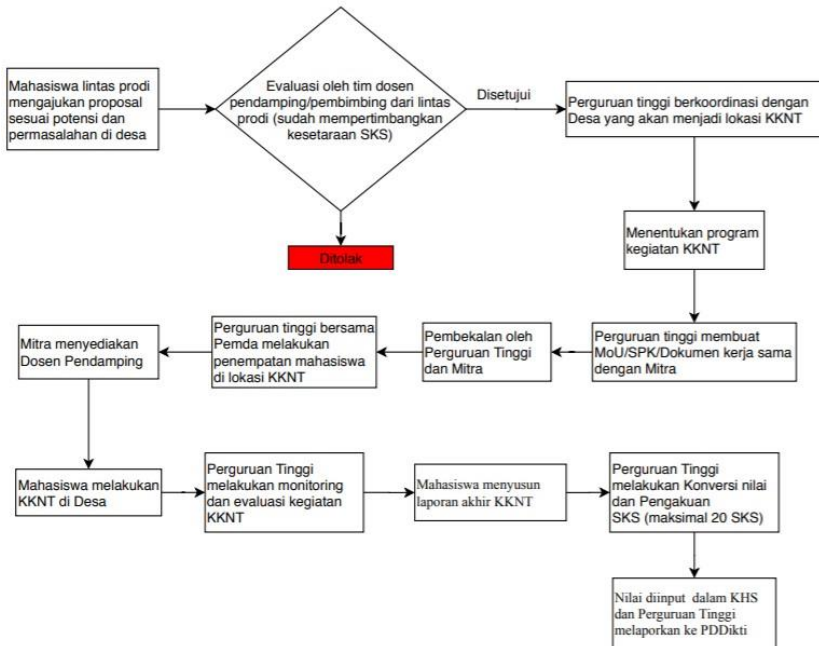 Mahasiswa lintas prodi
mengajukan proposal
sesuai potensi dan
permasalahan di desa
Evaluasi oleh tim dosen
pendamping/pembimbing dari lintas
prodi (sudah mempertimbangkan
kesetaraan SKS)
Disetujui
Perguruan tinggi berkoordinasi dengan
Desa yang akan menjadi lokasi KKNT
Ditolak
Menentukan program
kegiatan KKNT
Perguruan tinggi membuat
MoU/SPK/Dokumen kerja sama
dengan Mitra
Pembekalan oleh
Perguruan Tinggi
dan Mitra
Perguruan tinggi bersama
Pemda melakukan
penempatan mahasiswa
di lokasi KKNT
Mitra menyediakan
Dosen Pendamping
Mahasiswa melakukan
KKNT di Desa
Perguruan Tinggi
melakukan monitoring
dan evaluasi kegiatan
KKNT
Mahasiswa menyusun
laporan akhir KKNT
Perguruan Tinggi
melakukan Konversi nilai
dan Pengakuan
SKS (maksimal 20 SKS)
Nilai diinput dalam KHS
dan Perguruan Tinggi
melaporkan ke PDDikti